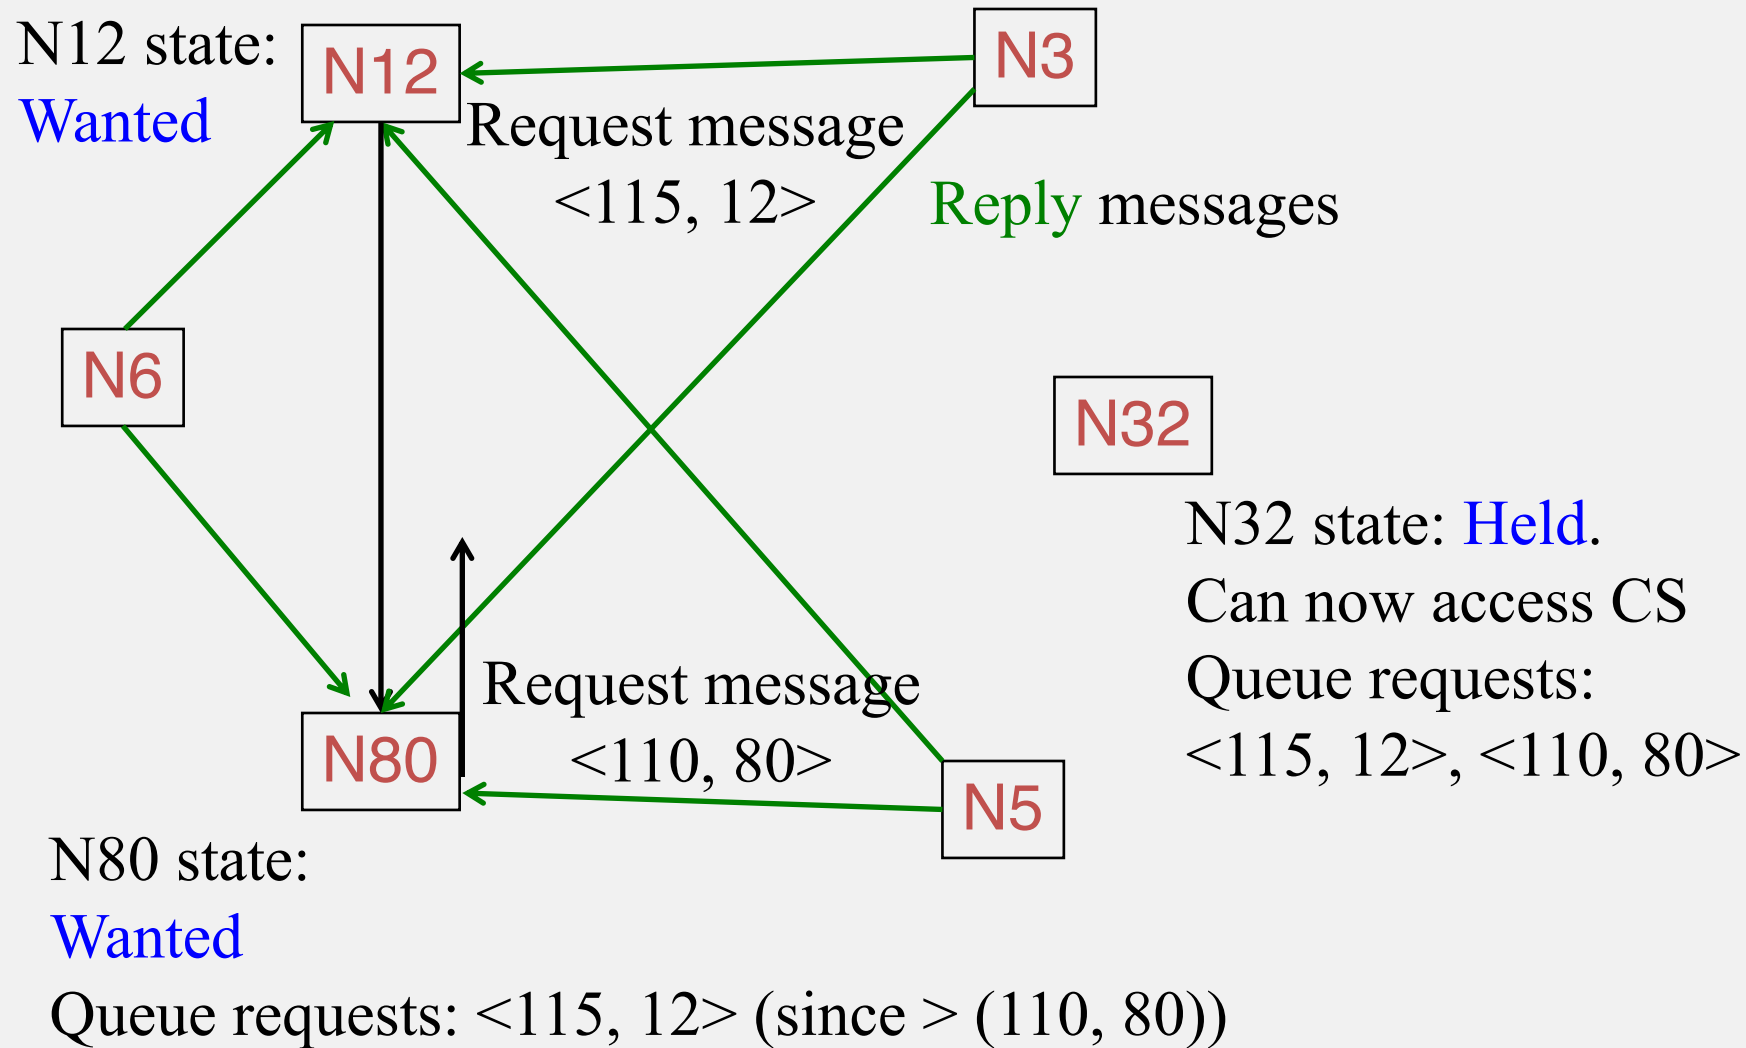 N12 state:
Wanted
N12
N3
Request message
<115, 12>
Reply messages
N6
N32
N32 state: Held.
Can now access CS
Queue requests:
<115, 12>, <110, 80>
Request message
<110, 80>
N80
N5
N80 state:
Wanted
Queue requests: <115, 12> (since > (110, 80))